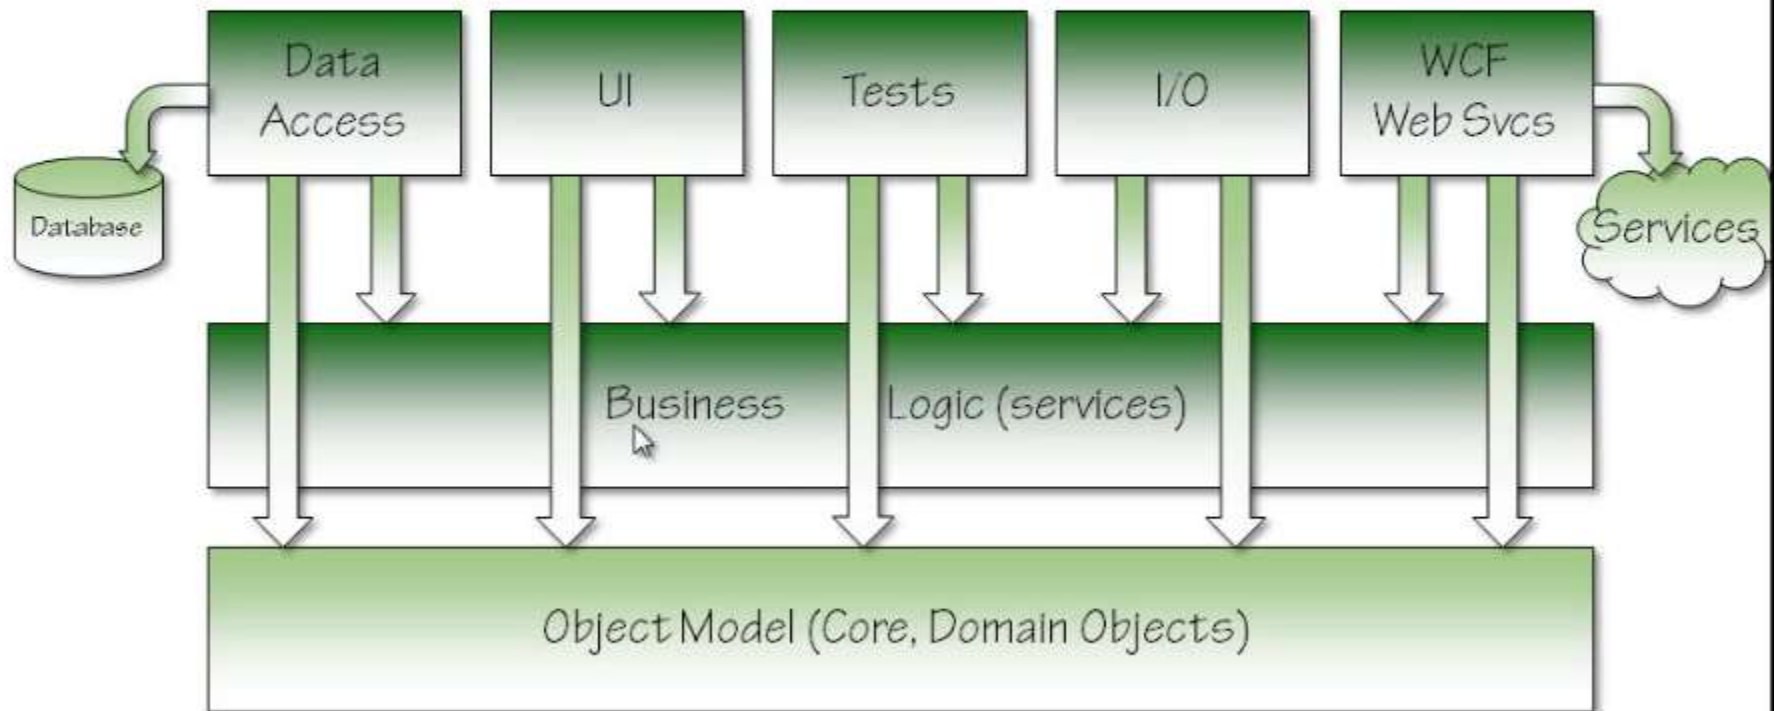 Data
Access
UI
Tests
I/O
WCF
Web Svcs
Database
Services
Business Logic (services)
Object Model (Core, Domain Objects)